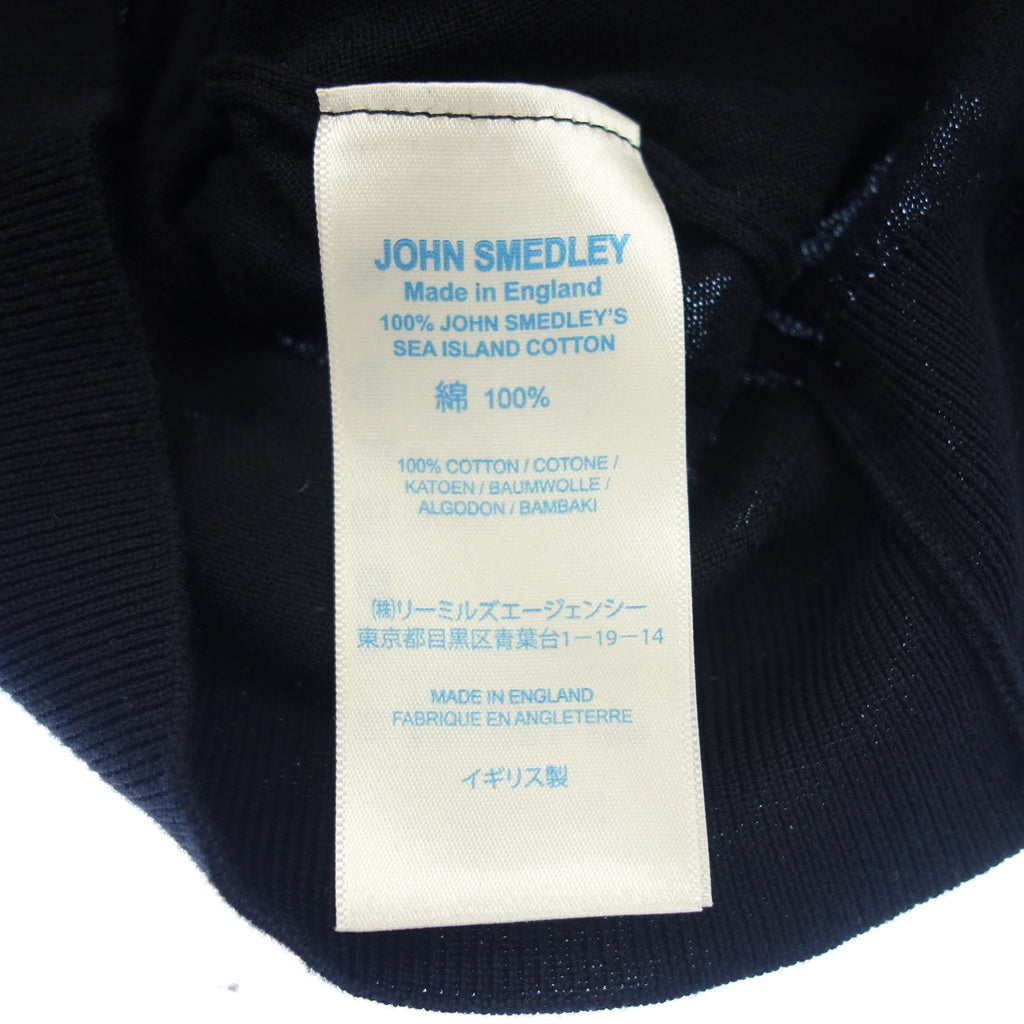 JOHN SMEDLEY
Made in England
100% JOHN SMEDLEY'S
SEA ISLAND COTTON
綿 100%
100% COTTON / COTONE /
KATOEN / BAUMWOLLE /
ALGODON / BAMBAKI
㈱リーミルズエージェンシー
東京都目黒区青葉台1－19－14
MADE IN ENGLAND
FABRIQUE EN ANGLETERRE
イギリス製